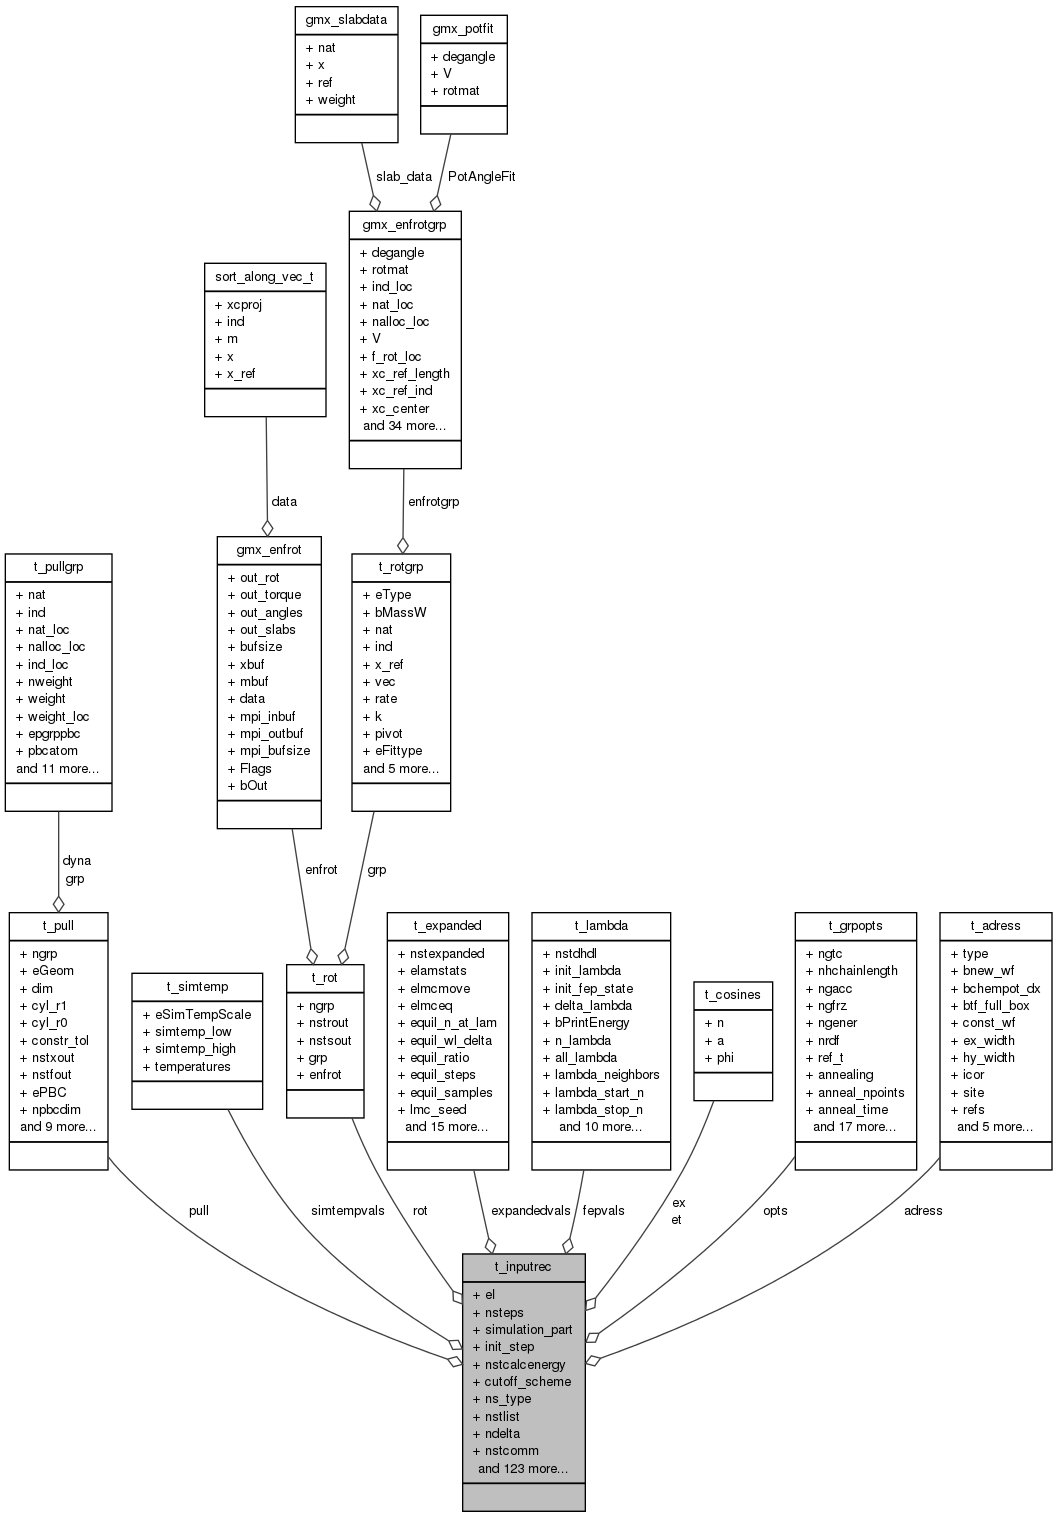 gmx_slabdata
+ nat
+ x
+ ref
+ weight
gmx_potfit
+ degangle
+ V
+ rotmat
slab_data
PotAngleFit
gmx_enfrotgrp
+ degangle
+ rotmat
+ ind_loc
+ nat_loc
+ nalloc_loc
+ V
+ f_rot_loc
+ xc_ref_length
+ xc_ref_ind
+ xc_center
and 34 more...
sort_along_vec_t
+ xcproj
+ ind
+ m
+ x
+ x_ref
data
enfrotgrp
t_pullgrp
+ nat
+ ind
+ nat_loc
+ nalloc_loc
+ ind_loc
+ nweight
+ weight
+ weight_loc
+ epgrppbc
+ pbcatom
and 11 more...
gmx_enfrot
+ out_rot
+ out_torque
+ out_angles
+ out_slabs
+ bufsize
+ xbuf
+ mbuf
+ data
+ mpi_inbuf
+ mpi_outbuf
+ mpi_bufsize
+ Flags
+ bOut
t_rotgrp
+ eType
+ bMassW
+ nat
+ ind
+ x_ref
+ vec
+ rate
+ k
+ pivot
+ eFittype
and 5 more...
dyna
grp
enfrot
grp
t_pull
+ ngrp
+ eGeom
+ dim
+ cyl_r1
+ cyl_r0
+ constr_tol
+ nstxout
+ nstfout
+ ePBC
+ npbcdim
and 9 more...
t_simtemp
+ eSimTempScale
+ simtemp_low
+ simtemp_high
+ temperatures
t_rot
+ ngrp
+ nstrout
+ nstsout
+ grp
+ enfrot
t_expanded
+ nstexpanded
+ elamstats
+ elmcmove
+ elmceq
+ equil_n_at_lam
+ equil_wl_delta
+ equil_ratio
+ equil_steps
+ equil_samples
+ lmc_seed
and 15 more...
t_lambda
+ nstdhdl
+ init_lambda
+ init_fep_state
+ delta_lambda
+ bPrintEnergy
+ n_lambda
+ all_lambda
+ lambda_neighbors
+ lambda_start_n
+ lambda_stop_n
and 10 more...
t_cosines
+ n
+ a
+ phi
t_grpopts
+ ngtc
+ nhchainlength
+ ngacc
+ ngfrz
+ ngener
+ nrdf
+ ref_t
+ annealing
+ anneal_npoints
+ anneal_time
and 17 more...
t_adress
+ type
+ bnew_wf
+ bchempot_dx
+ btf_full_box
+ const_wf
+ ex_width
+ hy_width
+ icor
+ site
+ refs
and 5 more...
pull
simtempvals
rot
expandedvals
fepvals
ex
et
opts
adress
t_inputrec
+ eI
+ nsteps
+ simulation_part
+ init_step
+ nstcalcenergy
+ cutoff_scheme
+ ns_type
+ nstlist
+ ndelta
+ nstcomm
and 123 more...